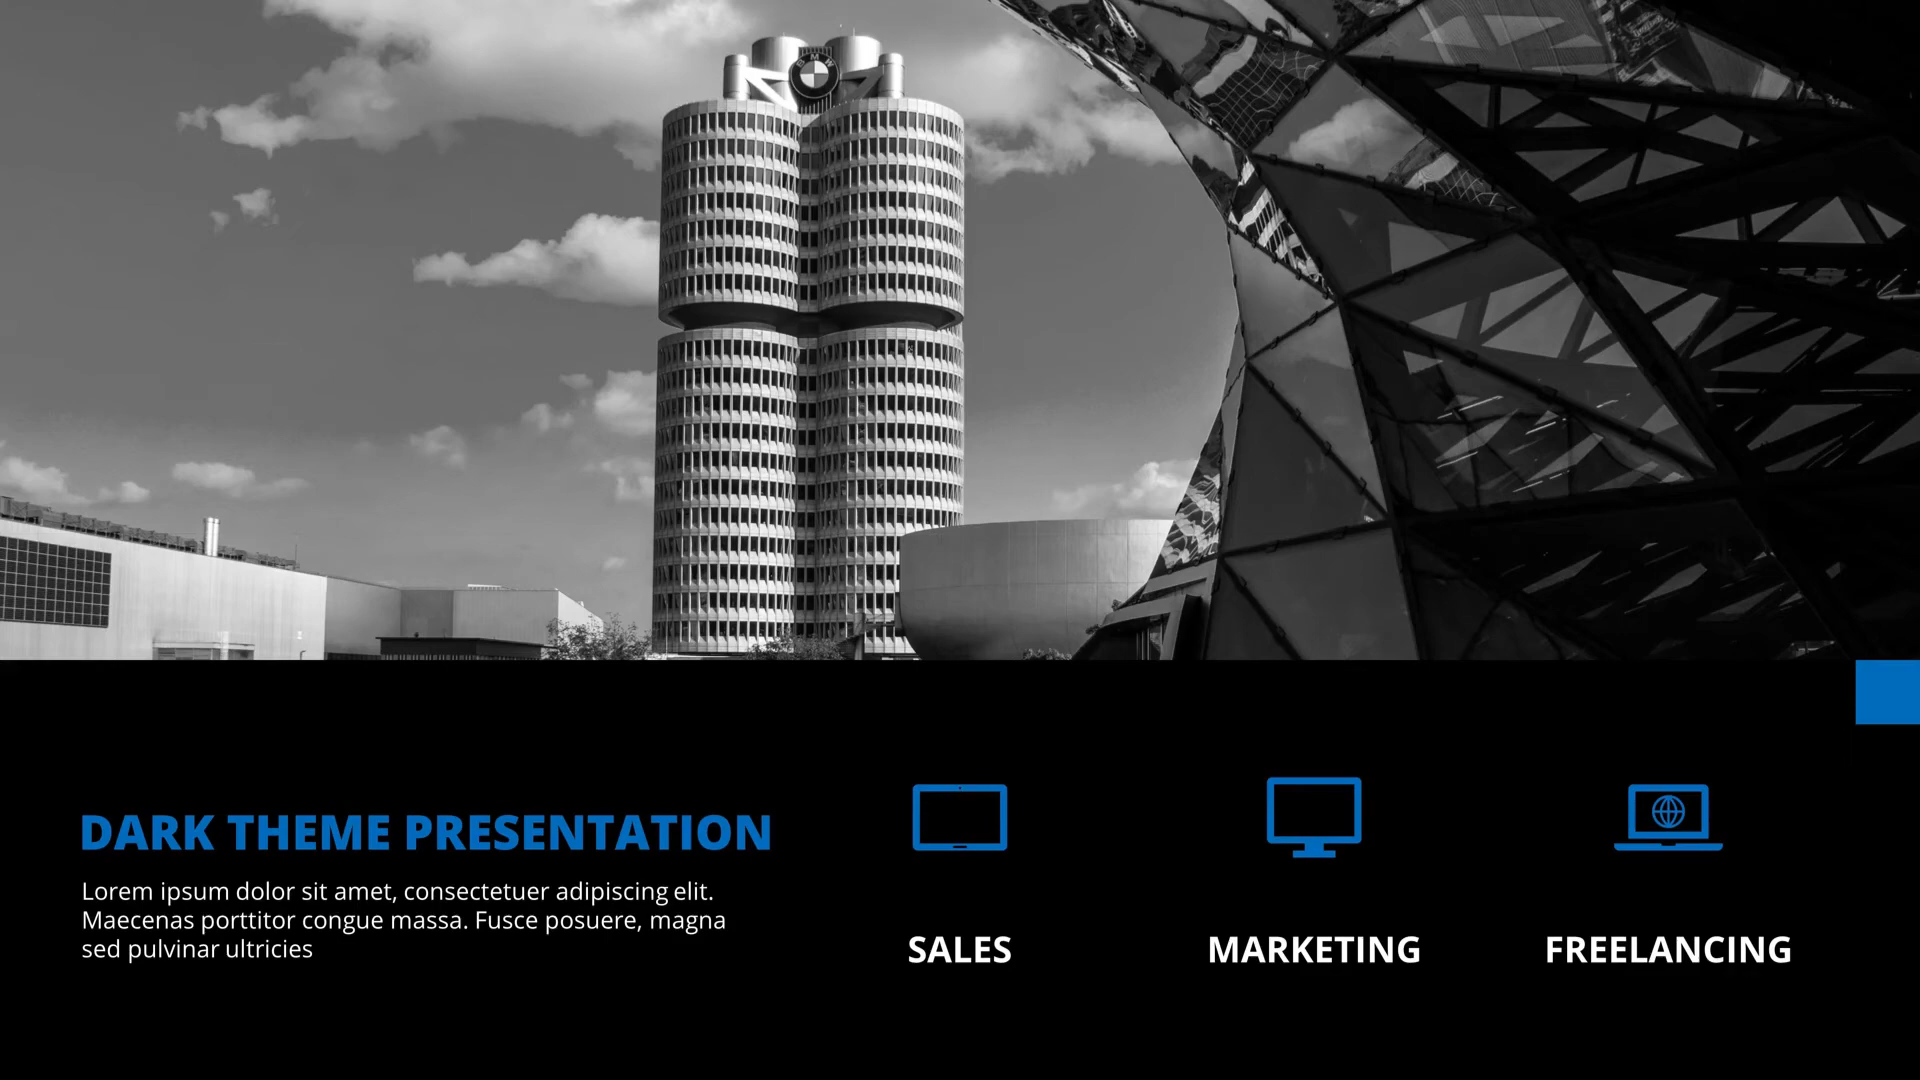 BMW
DARK THEME PRESENTATION
Lorem ipsum dolor sit amet, consectetuer adipiscing elit.
Maecenas porttitor congue massa. Fusce posuere, magna
sed pulvinar ultricies
SALES
MARKETING
FREELANCING